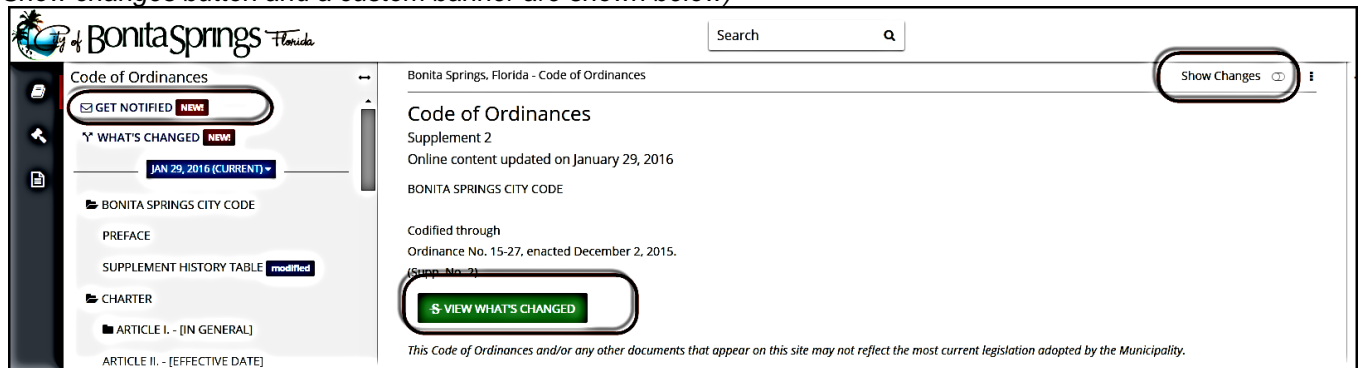 Show changes button and a custom banner are shown below)
City of Bonita Springs Florida
Search
Code of Ordinances
GET NOTIFIED NEW!
WHAT'S CHANGED NEW!
JAN 29, 2016 (CURRENT)
BONITA SPRINGS CITY CODE
PREFACE
SUPPLEMENT HISTORY TABLE modified
CHARTER
ARTICLE I. - [IN GENERAL]
ARTICLE II. - [EFFECTIVE DATE]
Bonita Springs, Florida - Code of Ordinances
Show Changes
Code of Ordinances
Supplement 2
Online content updated on January 29, 2016
BONITA SPRINGS CITY CODE
Codified through
Ordinance No. 15-27, enacted December 2, 2015.
(Supp. No. 2)
VIEW WHAT'S CHANGED
This Code of Ordinances and/or any other documents that appear on this site may not reflect the most current legislation adopted by the Municipality.